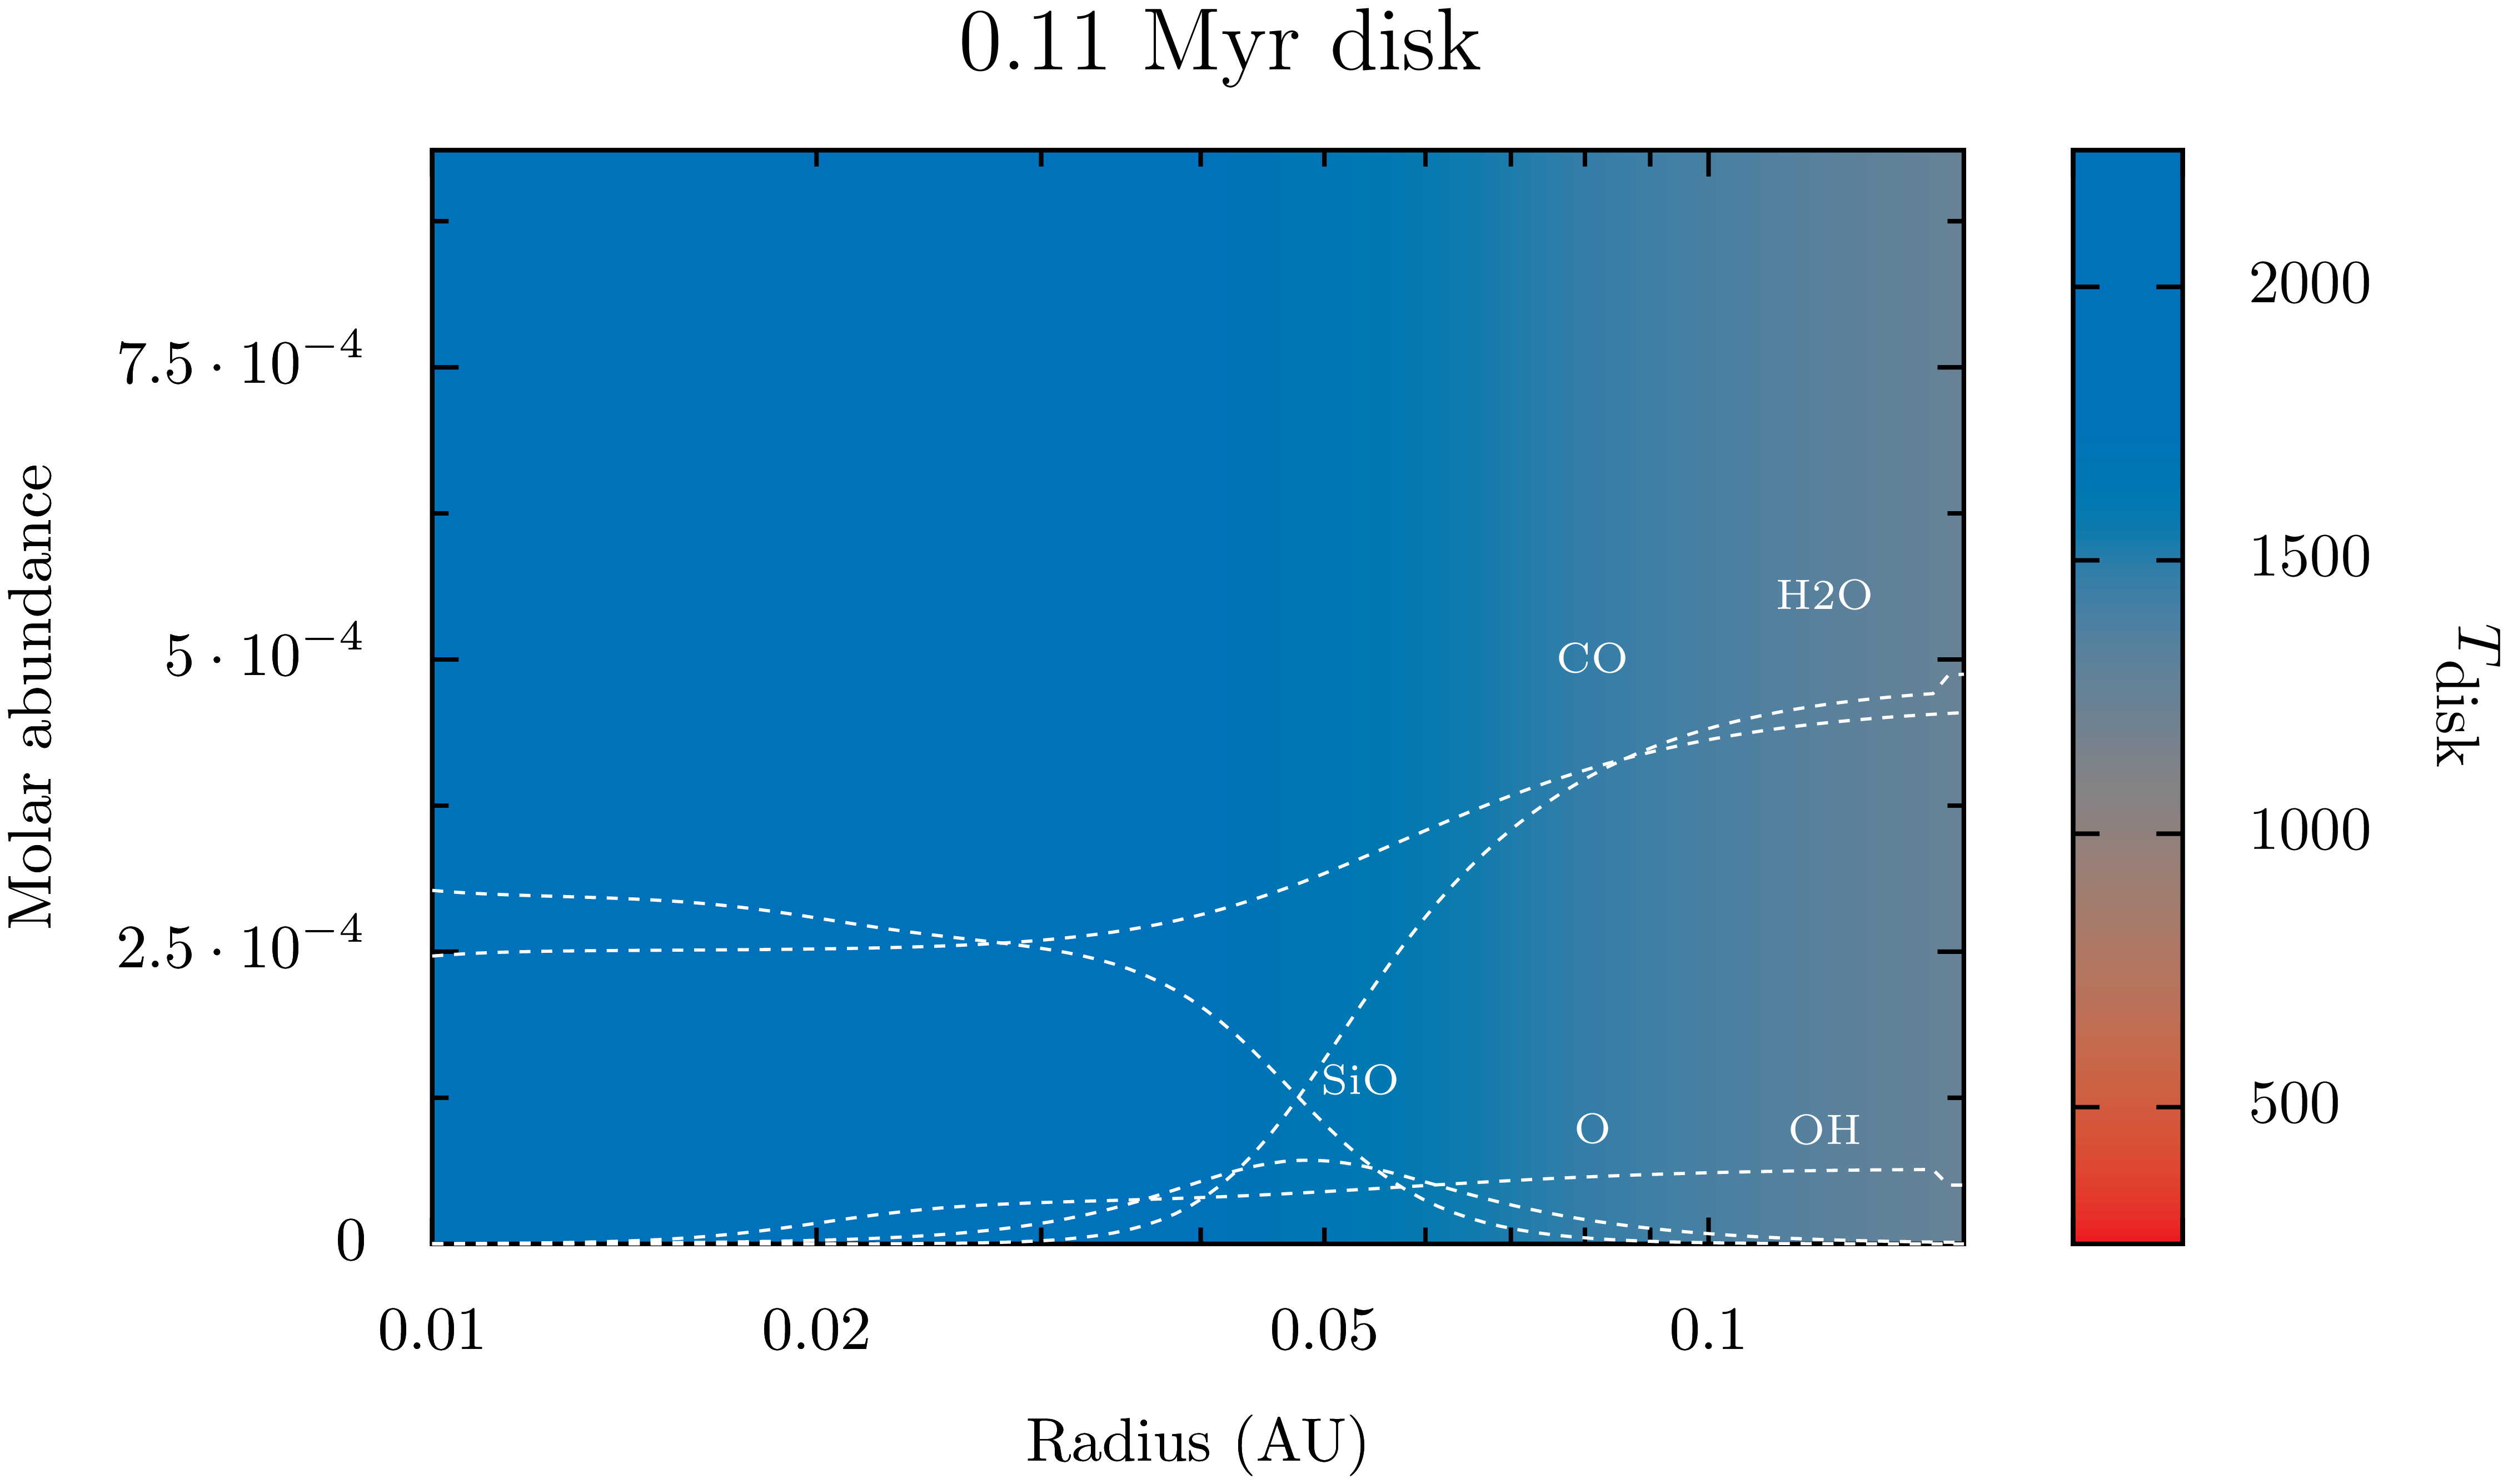 0.11 Myr disk
7.5 · 10⁻⁴
5 · 10⁻⁴
2.5 · 10⁻⁴
0
Molar abundance
H2O
CO
SiO
O
OH
0.01
0.02
0.05
0.1
Radius (AU)
2000
1500
1000
500
T_disk